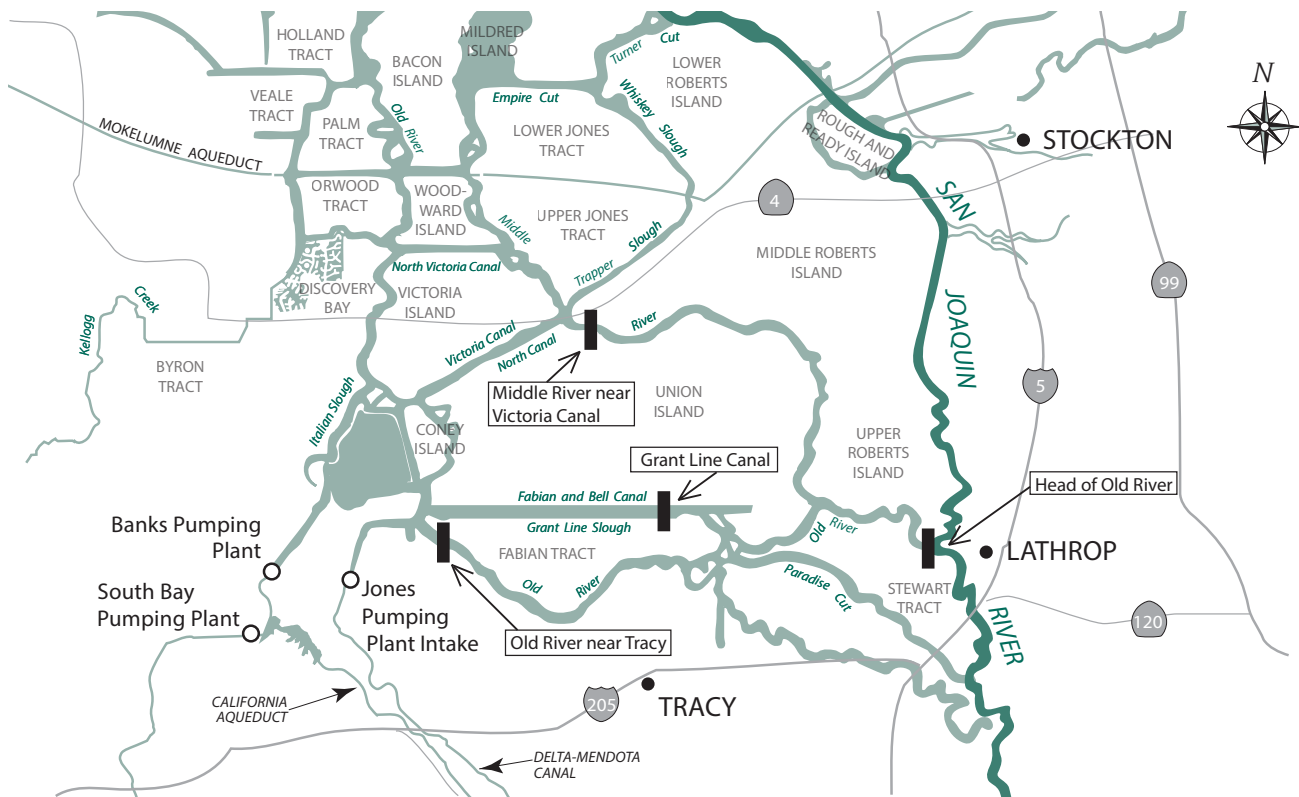 HOLLAND
TRACT
MILDRED
ISLAND
Turner Cut
BACON
ISLAND
LOWER
ROBERTS
ISLAND
N
VEALE
TRACT
Empire Cut
Whiskey Slough
Old River
PALM
TRACT
LOWER JONES
TRACT
ROUGH AND
READY ISLAND
STOCKTON
MOKELUMNE AQUEDUCT
ORWOOD
TRACT
WOOD-
WARD
ISLAND
SAN
4
Middle
UPPER JONES
TRACT
Trapper Slough
MIDDLE ROBERTS
ISLAND
North Victoria Canal
99
DISCOVERY
BAY
VICTORIA
ISLAND
JOAQUIN
Kellogg Creek
Victoria Canal
North Canal
River
BYRON
TRACT
5
Middle River near
Victoria Canal
UNION
ISLAND
Italian Slough
CONEY
ISLAND
UPPER
ROBERTS
ISLAND
Grant Line Canal
Head of Old River
Fabian and Bell Canal
Grant Line Slough
Old River
Banks Pumping
Plant
FABIAN TRACT
LATHROP
Old River
Paradise Cut
STEWART
TRACT
South Bay
Pumping Plant
Jones
Pumping
Plant Intake
Old River near Tracy
RIVER
120
CALIFORNIA
AQUEDUCT
205
TRACY
DELTA-MENDOTA
CANAL